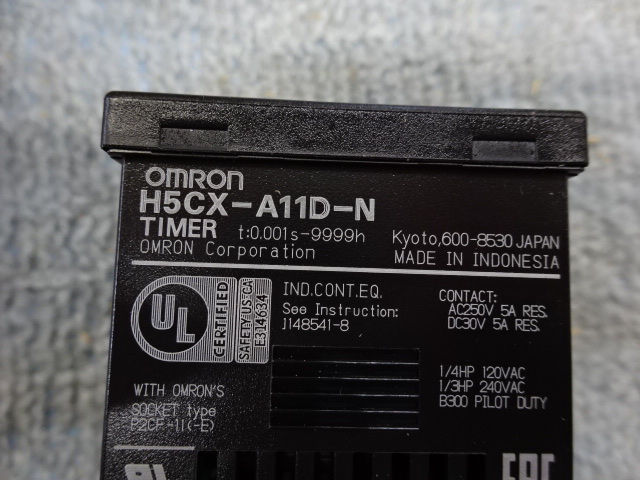 OMRON
H5CX-A11D-N
TIMER t:0.001s-9999h
OMRON Corporation
Kyoto,600-8530 JAPAN
MADE IN INDONESIA
UL
CERTIFIED
SAFETY US-CA
E314634
IND.CONT.EQ.
See Instruction:
1148541-8
CONTACT:
AC250V 5A RES.
DC30V 5A RES.
1/4HP 120VAC
1/3HP 240VAC
B300 PILOT DUTY
WITH OMRON'S
SOCKET type
P2CF-11(-E)
EAC